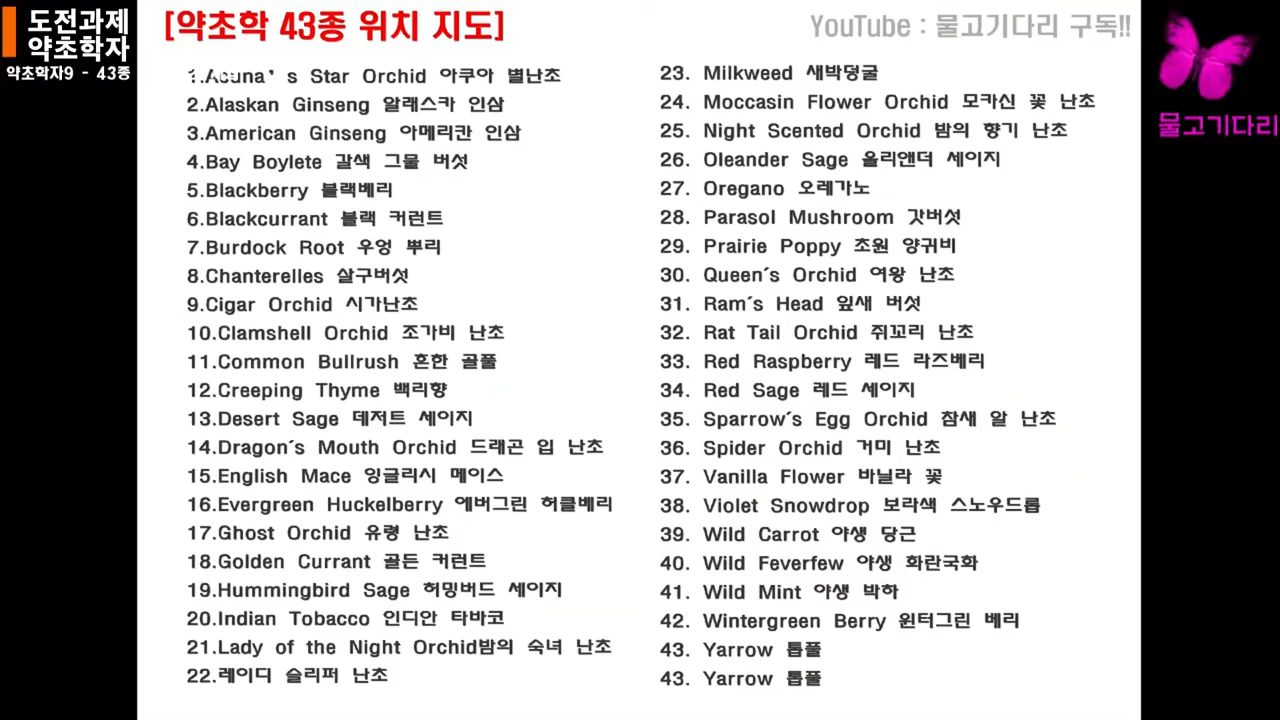 도전과제
약초학자
약초학자9 - 43종
[약초학 43종 위치 지도]
YouTube : 물고기다리 구독!!
물고기다리
1.Acuna's Star Orchid 아쿠아 별난초
2.Alaskan Ginseng 알래스카 인삼
3.American Ginseng 아메리칸 인삼
4.Bay Boylete 갈색 그물 버섯
5.Blackberry 블랙베리
6.Blackcurrant 블랙 커런트
7.Burdock Root 우엉 뿌리
8.Chanterelles 살구버섯
9.Cigar Orchid 시가난초
10.Clamshell Orchid 조가비 난초
11.Common Bullrush 흔한 골풀
12.Creeping Thyme 백리향
13.Desert Sage 데저트 세이지
14.Dragon´s Mouth Orchid 드래곤 입 난초
15.English Mace 잉글리시 메이스
16.Evergreen Huckelberry 에버그린 허클베리
17.Ghost Orchid 유령 난초
18.Golden Currant 골든 커런트
19.Hummingbird Sage 허밍버드 세이지
20.Indian Tobacco 인디안 타바코
21.Lady of the Night Orchid밤의 숙녀 난초
22.레이디 슬리퍼 난초
23. Milkweed 새박덩굴
24. Moccasin Flower Orchid 모카신 꽃 난초
25. Night Scented Orchid 밤의 향기 난초
26. Oleander Sage 올리앤더 세이지
27. Oregano 오레가노
28. Parasol Mushroom 갓버섯
29. Prairie Poppy 초원 양귀비
30. Queen´s Orchid 여왕 난초
31. Ram´s Head 잎새 버섯
32. Rat Tail Orchid 쥐꼬리 난초
33. Red Raspberry 레드 라즈베리
34. Red Sage 레드 세이지
35. Sparrow´s Egg Orchid 참새 알 난초
36. Spider Orchid 거미 난초
37. Vanilla Flower 바닐라 꽃
38. Violet Snowdrop 보라색 스노우드롭
39. Wild Carrot 야생 당근
40. Wild Feverfew 야생 화란국화
41. Wild Mint 야생 박하
42. Wintergreen Berry 윈터그린 베리
43. Yarrow 톱풀
43. Yarrow 톱풀